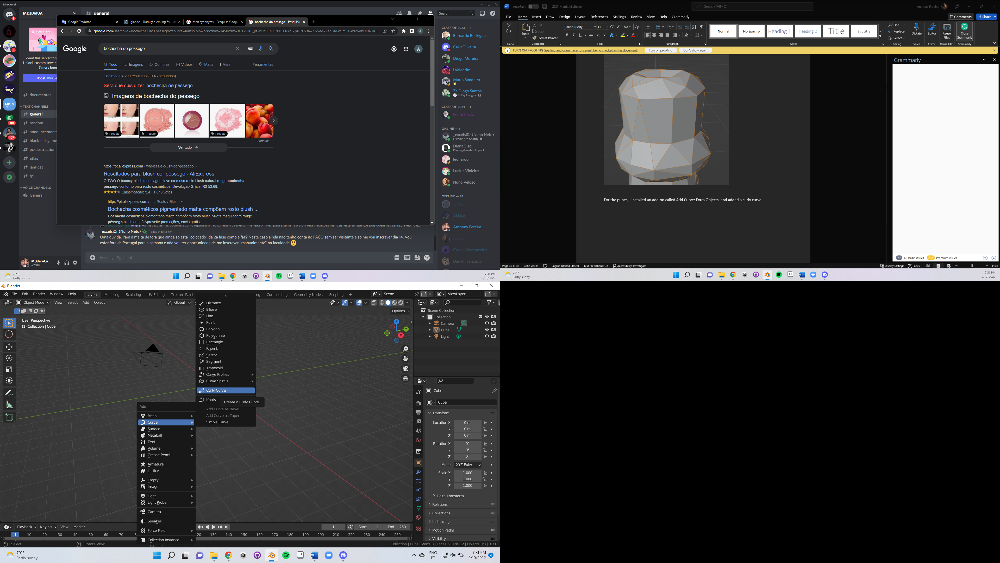 Discord
MDJD@UA
general
Search
Your Server
Want this server to f
Unlock custom server
7 more boos
Boost This Se
documentos
TEXT CHANNELS
general
random
announcements
black-bat-game
pc-destruction
atlas
jam-cat
tpj
VOICE CHANNELS
General
M0dernCa...
#7019
Google Tradutor
glande - Tradução em inglês – Li
then synonyms - Pesquisa Googl
bochecha do pessego - Pesquisa
google.com/search?q=bochecha+do+pessego&source=lmns&bih=728&biw=1450&rlz=1C1VDKB_pt-PTPT1011PT1011&hl=pt-PT&sa=X&ved=2ahUKEwijmuT-w4r6AhUI04UK...
Google
bochecha do pessego
A
Tudo
Imagens
Compras
Vídeos
Maps
Mais
Ferramentas
Cerca de 64 200 resultados (0,46 segundos)
Será que quis dizer: bochecha de pessego
Imagens de bochecha do pessego
Produto
Produto
Produto
Feedback
Ver tudo
https://pt.aliexpress.com › wholesale-blush-cor-pêssego
Resultados para blush cor pêssego - AliExpress
O.TWO.O bouncy blush maquiagem leve cremoso rosto blush natural rouge bochecha
pêssego contorno para rosto cosméticos. Devolução Grátis. R$ 53,68.
Classificação: 3,4 · 1.649 votos
https://pt.aliexpress.com › ... › Rosto › Blush
Bochecha cosméticos pigmentado matte compõem rosto blush ...
Bochecha cosméticos pigmentado matte compõem rosto blush paleta maquiagem rouge
pêssego blush em pó,Aproveite promoções, envio grátis, ...
_excelsi0r (Nuno Neto) Today at 6:42 PM
Uma duvida. Para a malta de fora que ainda só está "colocado" da 2a fase como é faz? Neste caso ainda não tenho conta no PACO sem ser visitante e só me vou inscrever dia 14. Vou
estar fora de Portugal para a semana e não vou ter oportunidade de me inscrever "manualmente" na faculdade
Message #general
GIF
CLASS OF 2023 — 6
Bernardo Rodrigues
CarlaOliveira
Diogo Moreira
LValentim
Mario Bandeira
Zé Diogo Santos
El Psy Congroo
CLASS OF 2024 — 1
Pedro Costa
ONLINE — 5
_excelsi0r (Nuno Neto)
Listening to Spotify
Diana Siso
Playing Genshin Impact
leonardo
Lucius Vinicius
Nuno Veloso
OFFLINE — 24
_ION_
ALLice
Anthony Pereira
Carlos Vasconcelos
Daniel Francisco
70°F
Partly sunny
7:31 PM
9/10/2022
AutoSave Off
GDD_MagicJellyBeans
Search (Alt+Q)
Anthony Pereira
File Home Insert Draw Design Layout References Mailings Review View Help Grammarly
Comments
Share
Undo
Paste
Cut
Copy
Format Painter
Clipboard
Calibri (Body)
11
Font
Paragraph
Normal
No Spacing
Heading 1
Heading 2
Title
Subtitle
Styles
Find
Replace
Select
Editing
Dictate
Voice
Editor
Editor
Reuse
Files
Reuse Files
Close
Grammarly
Grammarly
TURN ON PROOFING Spelling and grammar errors aren't being checked in this document.
Turn on proofing
Don't show again
Grammarly
For the pubes, I installed an add-on called Add Curve: Extra Objects, and added a curly curve.
67 All basic issues
236 Premium issues
Page 35 of 36
4787 words
English (United States)
Text Predictions: On
Accessibility: Investigate
Display Settings
Focus
110%
70°F
Partly sunny
7:31 PM
9/10/2022
Blender
File Edit Render Window Help
Layout Modeling Sculpting UV Editing Texture Paint
ng Compositing Geometry Nodes Scripting +
Scene
ViewLayer
Object Mode
View Select Add Object
Global
Options
User Perspective
(1) Collection | Cube
Z
Y
X
Distance
Ellipse
Line
Point
Polygon
Polygon ab
Rectangle
Rhomb
Sector
Segment
Trapezoid
Curve Profiles
Curve Spirals
Curly Curve
Knots
Create a Curly Curve.
Add Curve as Bevel
Add Curve as Taper
Simple Curve
Add
Mesh
Curve
Surface
Metaball
Text
Volume
Grease Pencil
Armature
Lattice
Empty
Image
Light
Light Probe
Camera
Speaker
Force Field
Collection Instance
Scene Collection
Collection
Camera
Cube
Light
Cube
Cube
Transform
Location X 0 m
Y 0 m
Z 0 m
Rotation X 0°
Y 0°
Z 0°
Mode XYZ Euler
Scale X 1.000
Y 1.000
Z 1.000
Delta Transform
Relations
Collections
Instancing
Motion Paths
Visibility
Playback Keying View Marker
1
Start 1
End 250
1 10 20 30 40 50 60 70 8 120 130 140 150 160 170 180 190 200 210 220 230 240 250
Select
Rotate View
Object Context Menu
Collection | Cube | Verts:8 | Faces:6 | Tris:12 | Objects:0/3 | 3.3.0
70°F
Partly sunny
ENG
PT
7:31 PM
9/10/2022
4